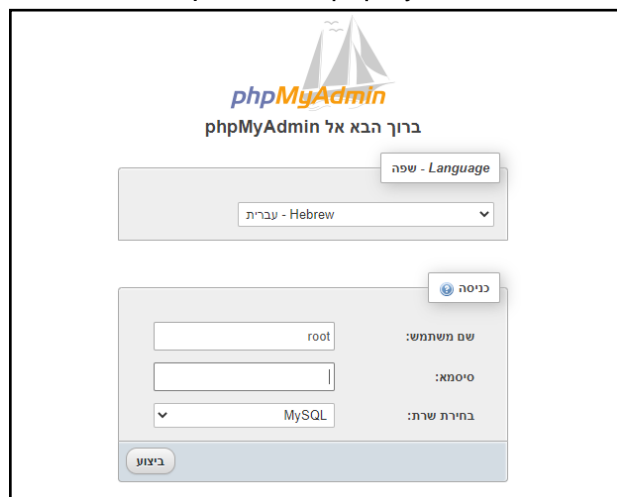 phpMyAdmin
ברוך הבא אל phpMyAdmin
שפה - Language
עברית - Hebrew
כניסה
שם משתמש: root
סיסמא:
בחירת שרת: MySQL
ביצוע